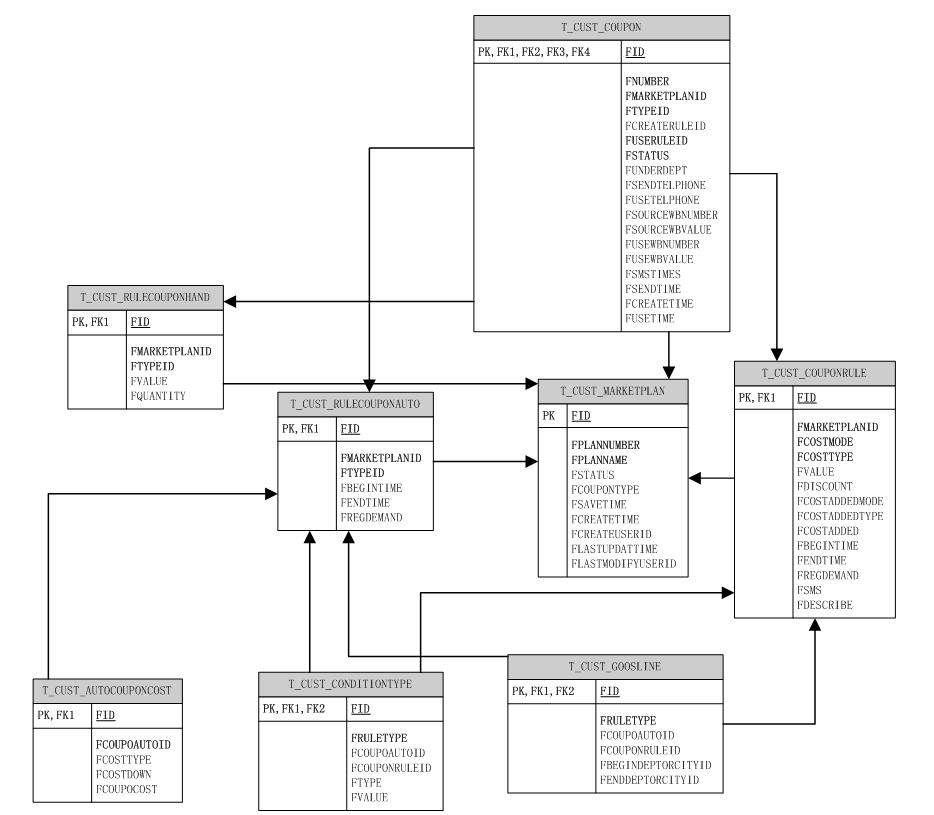 T_CUST_COUPON
PK, FK1, FK2, FK3, FK4 FID
FNUMBER
FMARKETPLANID
FTYPEID
FCREATERULEID
FUSERULEID
FSTATUS
FUNDERDEPT
FSENDTELPHONE
FUSETELPHONE
FSOURCEWBNUMBER
FSOURCEWBVALUE
FUSEWBNUMBER
FUSEWBVALUE
FSMSTIMES
FSENDTIME
FCREATETIME
FUSETIME
T_CUST_RULECOUPONHAND
PK, FK1 FID
FMARKETPLANID
FTYPEID
FVALUE
FQUANTITY
T_CUST_RULECOUPONAUTO
PK, FK1 FID
FMARKETPLANID
FTYPEID
FBEGINTIME
FENDTIME
FREGDEMAND
T_CUST_MARKETPLAN
PK FID
FPLANNUMBER
FPLANNAME
FSTATUS
FCOUPONTYPE
FSAVETIME
FCREATETIME
FCREATEUSERID
FLASTUPDATTIME
FLASTMODIFYUSERID
T_CUST_COUPONRULE
PK, FK1 FID
FMARKETPLANID
FCOSTMODE
FCOSTTYPE
FVALUE
FDISCOUNT
FCOSTADDEDMODE
FCOSTADDEDTYPE
FCOSTADDED
FBEGINTIME
FENDTIME
FREGDEMAND
FSMS
FDESCRIBE
T_CUST_AUTOCOUPONCOST
PK, FK1 FID
FCOUPOAUTOID
FCOSTTYPE
FCOSTDOWN
FCOUPOCOST
T_CUST_CONDITIONTYPE
PK, FK1, FK2 FID
FRULETYPE
FCOUPOAUTOID
FCOUPONRULEID
FTYPE
FVALUE
T_CUST_GOOSLINE
PK, FK1, FK2 FID
FRULETYPE
FCOUPOAUTOID
FCOUPONRULEID
FBEGINDEPTORCITYID
FENDDEPTORCITYID